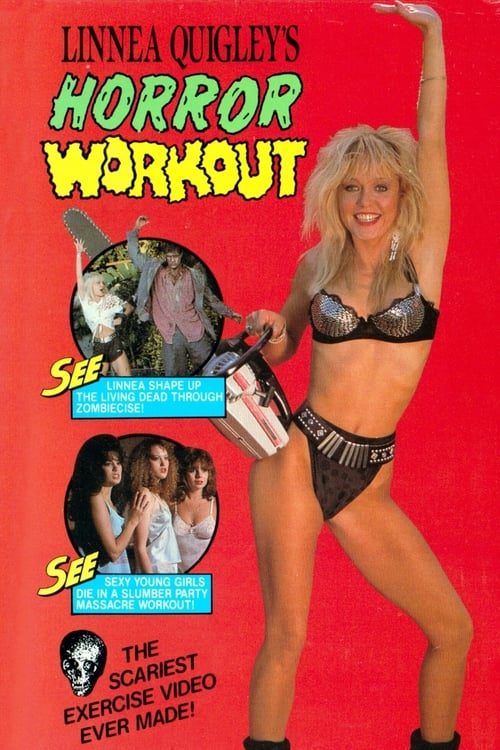 LINNEA QUIGLEY'S
HORROR
WORKOUT
SEE
LINNEA SHAPE UP
THE LIVING DEAD THROUGH
ZOMBIECISE!
SEE
SEXY YOUNG GIRLS
DIE IN A SLUMBER PARTY
MASSACRE WORKOUT!
THE
SCARIEST
EXERCISE VIDEO
EVER MADE!